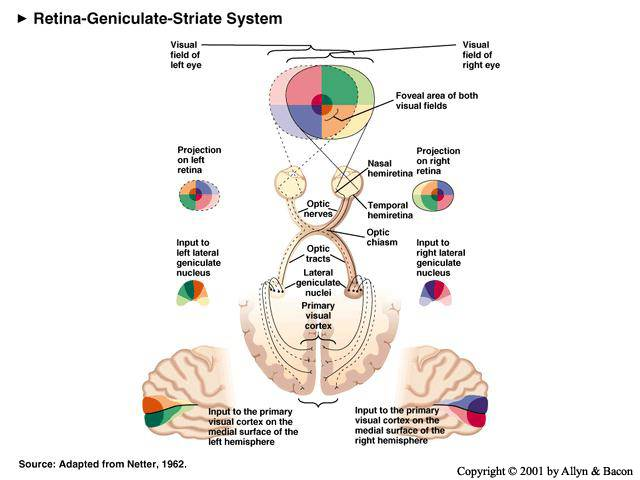 ► Retina-Geniculate-Striate System
Visual
field of
left eye
Visual
field of
right eye
Foveal area of both
visual fields
Projection
on left
retina
Nasal
hemiretina
Projection
on right
retina
Temporal
hemiretina
Optic
nerves
Optic
chiasm
Input to
left lateral
geniculate
nucleus
Optic
tracts
Input to
right lateral
geniculate
nucleus
Lateral
geniculate
nuclei
Primary
visual
cortex
Input to the primary
visual cortex on the
medial surface of the
left hemisphere
Input to the primary
visual cortex on the
medial surface of the
right hemisphere
Source: Adapted from Netter, 1962.
Copyright © 2001 by Allyn & Bacon